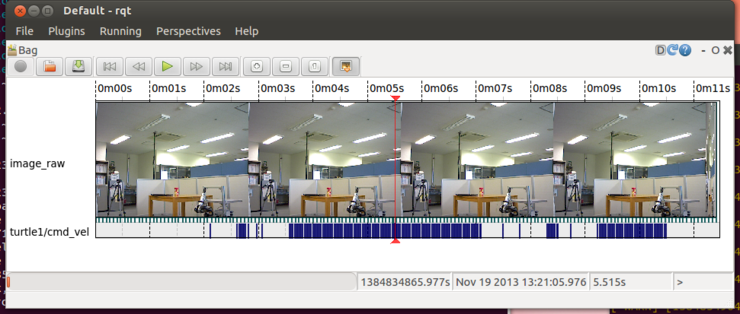 Default - rqt
File Plugins Running Perspectives Help
Bag
D ? - O
0m00s 0m01s 0m02s 0m03s 0m04s 0m05s 0m06s 0m07s 0m08s 0m09s 0m10s 0m11s
image_raw
turtle1/cmd_vel
1384834865.977s Nov 19 2013 13:21:05.976 5.515s >